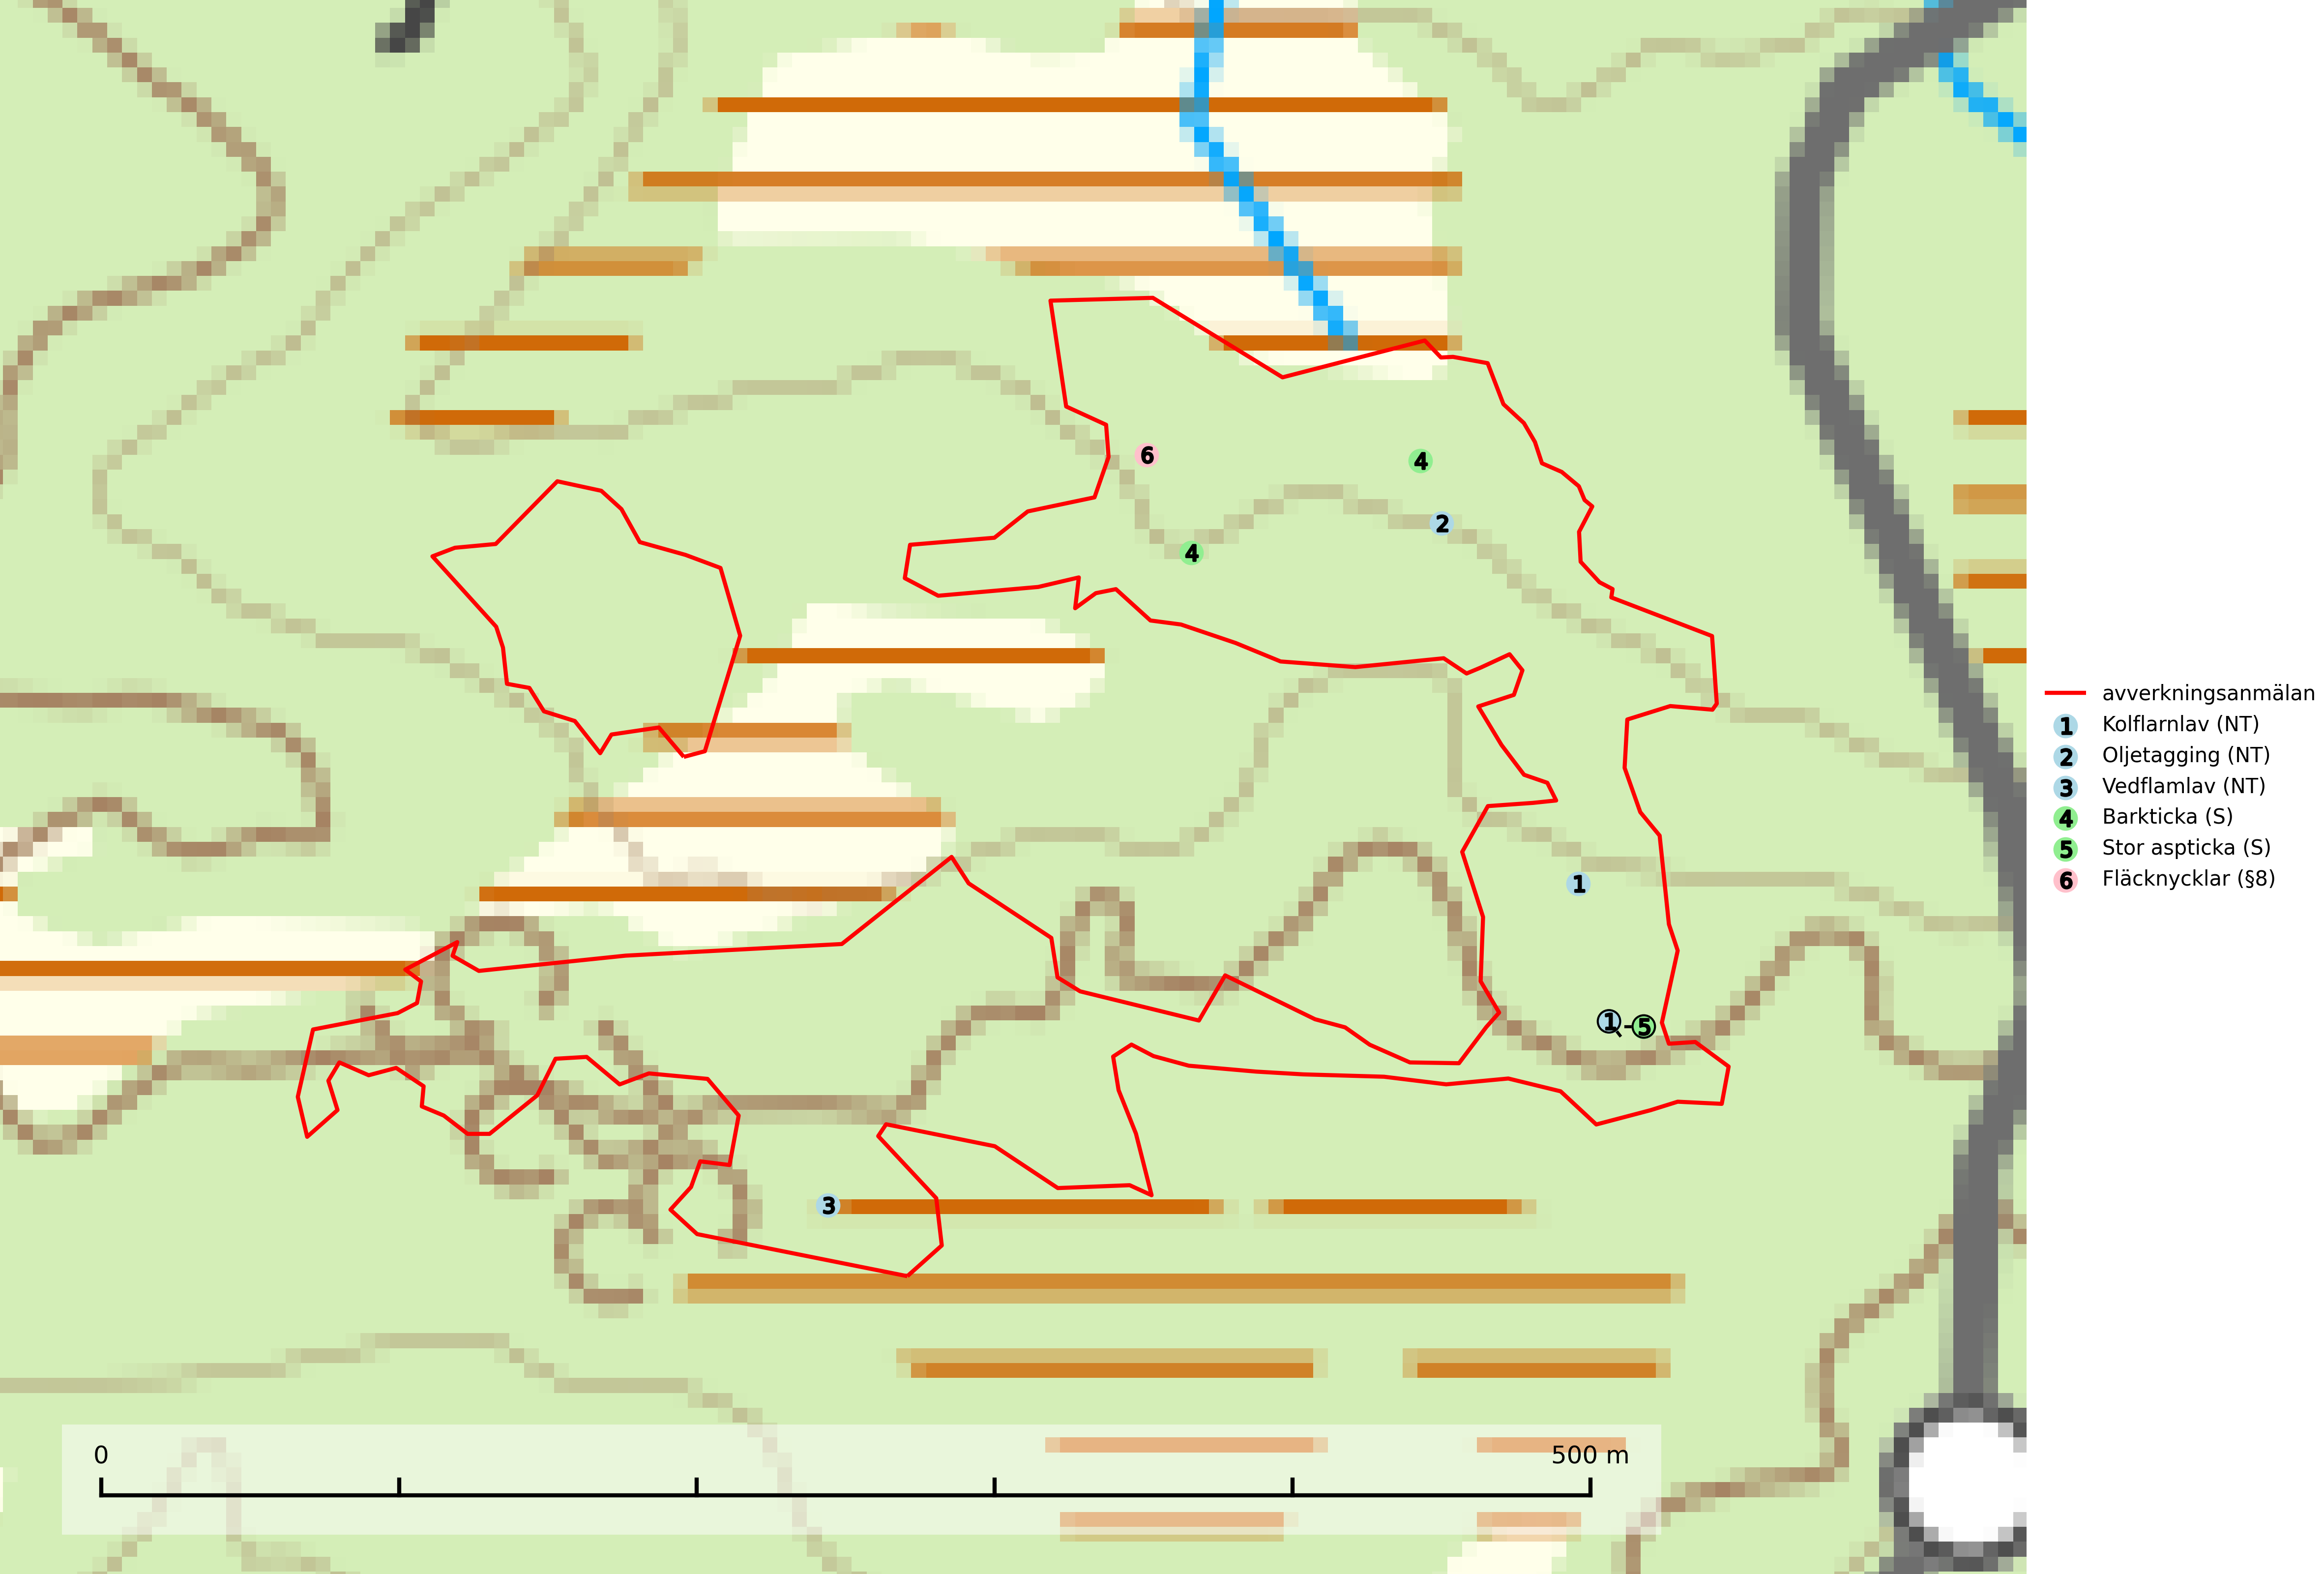 6
4
2
4
1
1
5
3
avverkningsanmälan
1 Kolflarnlav (NT)
2 Oljetagging (NT)
3 Vedflamlav (NT)
4 Barkticka (S)
5 Stor aspticka (S)
6 Fläcknycklar (§8)
0 500 m